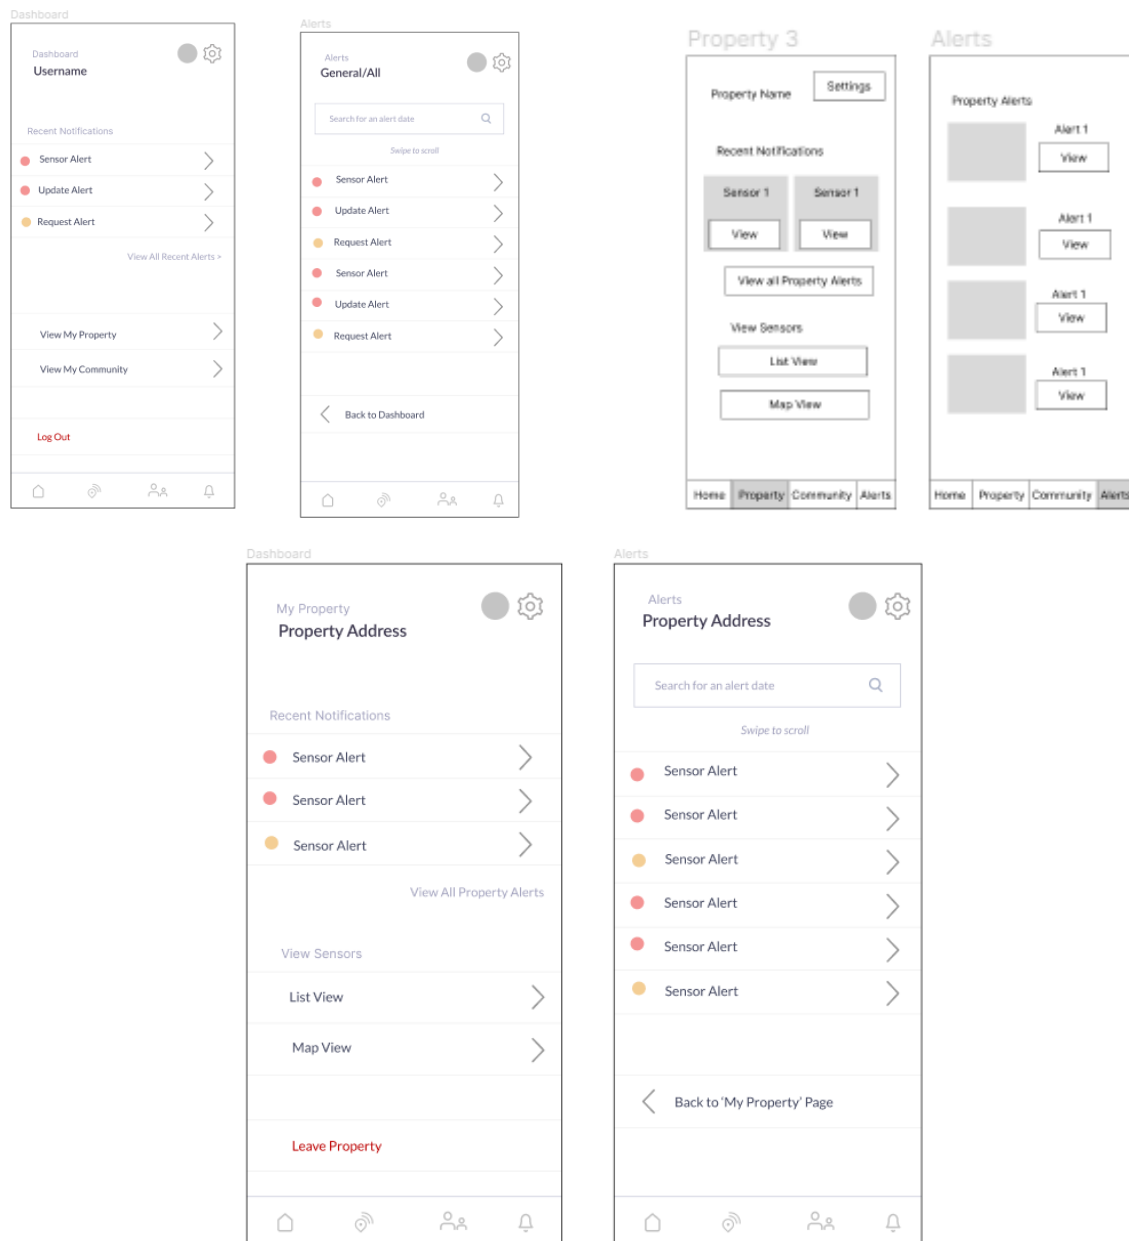 Dashboard
Dashboard
Username
Recent Notifications
Sensor Alert
Update Alert
Request Alert
View All Recent Alerts >
View My Property
View My Community
Log Out
Alerts
Alerts
General/All
Search for an alert date
Swipe to scroll
Sensor Alert
Update Alert
Request Alert
Sensor Alert
Update Alert
Request Alert
Back to Dashboard
Property 3
Property Name
Settings
Recent Notifications
Sensor 1
Sensor 1
View
View
View all Property Alerts
View Sensors
List View
Map View
Home Property Community Alerts
Alerts
Property Alerts
Alert 1
View
Alert 1
View
Alert 1
View
Alert 1
View
Home Property Community Alerts
Dashboard
My Property
Property Address
Recent Notifications
Sensor Alert
Sensor Alert
Sensor Alert
View All Property Alerts
View Sensors
List View
Map View
Leave Property
Alerts
Alerts
Property Address
Search for an alert date
Swipe to scroll
Sensor Alert
Sensor Alert
Sensor Alert
Sensor Alert
Sensor Alert
Sensor Alert
Back to ‘My Property’ Page